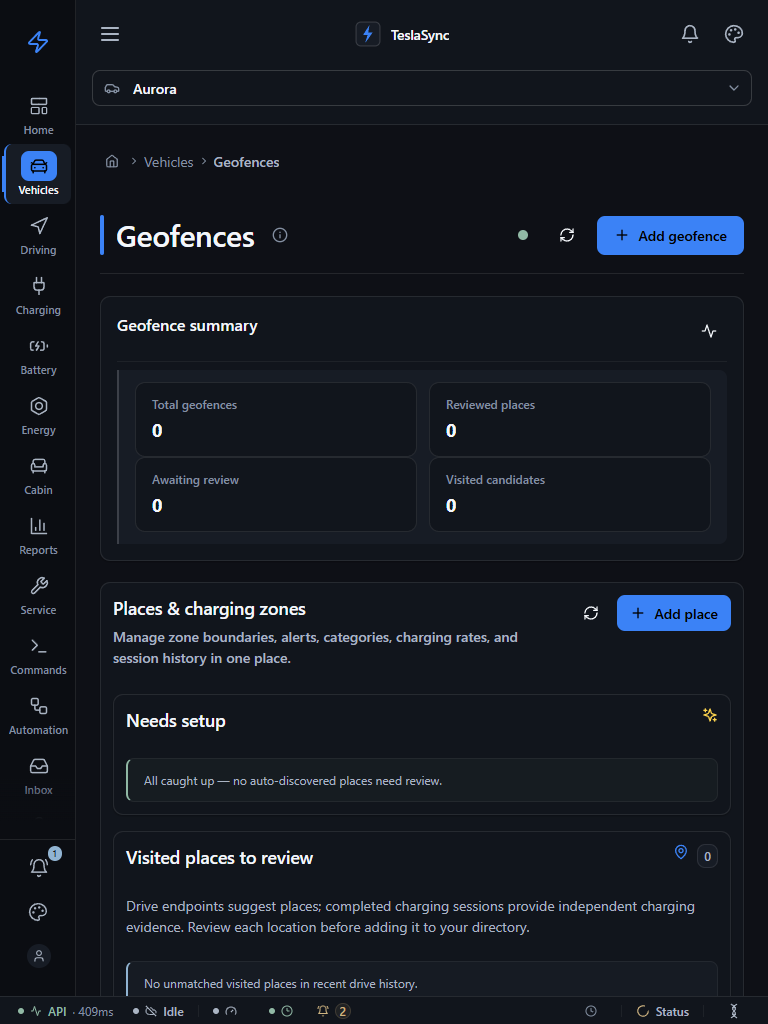 TeslaSync
Aurora
Home
Vehicles
Driving
Charging
Battery
Energy
Cabin
Reports
Service
Commands
Automation
Inbox
1
Vehicles
Geofences
Geofences
Add geofence
Geofence summary
Total geofences
0
Reviewed places
0
Awaiting review
0
Visited candidates
0
Places & charging zones
Add place
Manage zone boundaries, alerts, categories, charging rates, and
session history in one place.
Needs setup
All caught up — no auto-discovered places need review.
Visited places to review
0
Drive endpoints suggest places; completed charging sessions provide independent charging
evidence. Review each location before adding it to your directory.
No unmatched visited places in recent drive history.
API · 409ms
Idle
2
Status